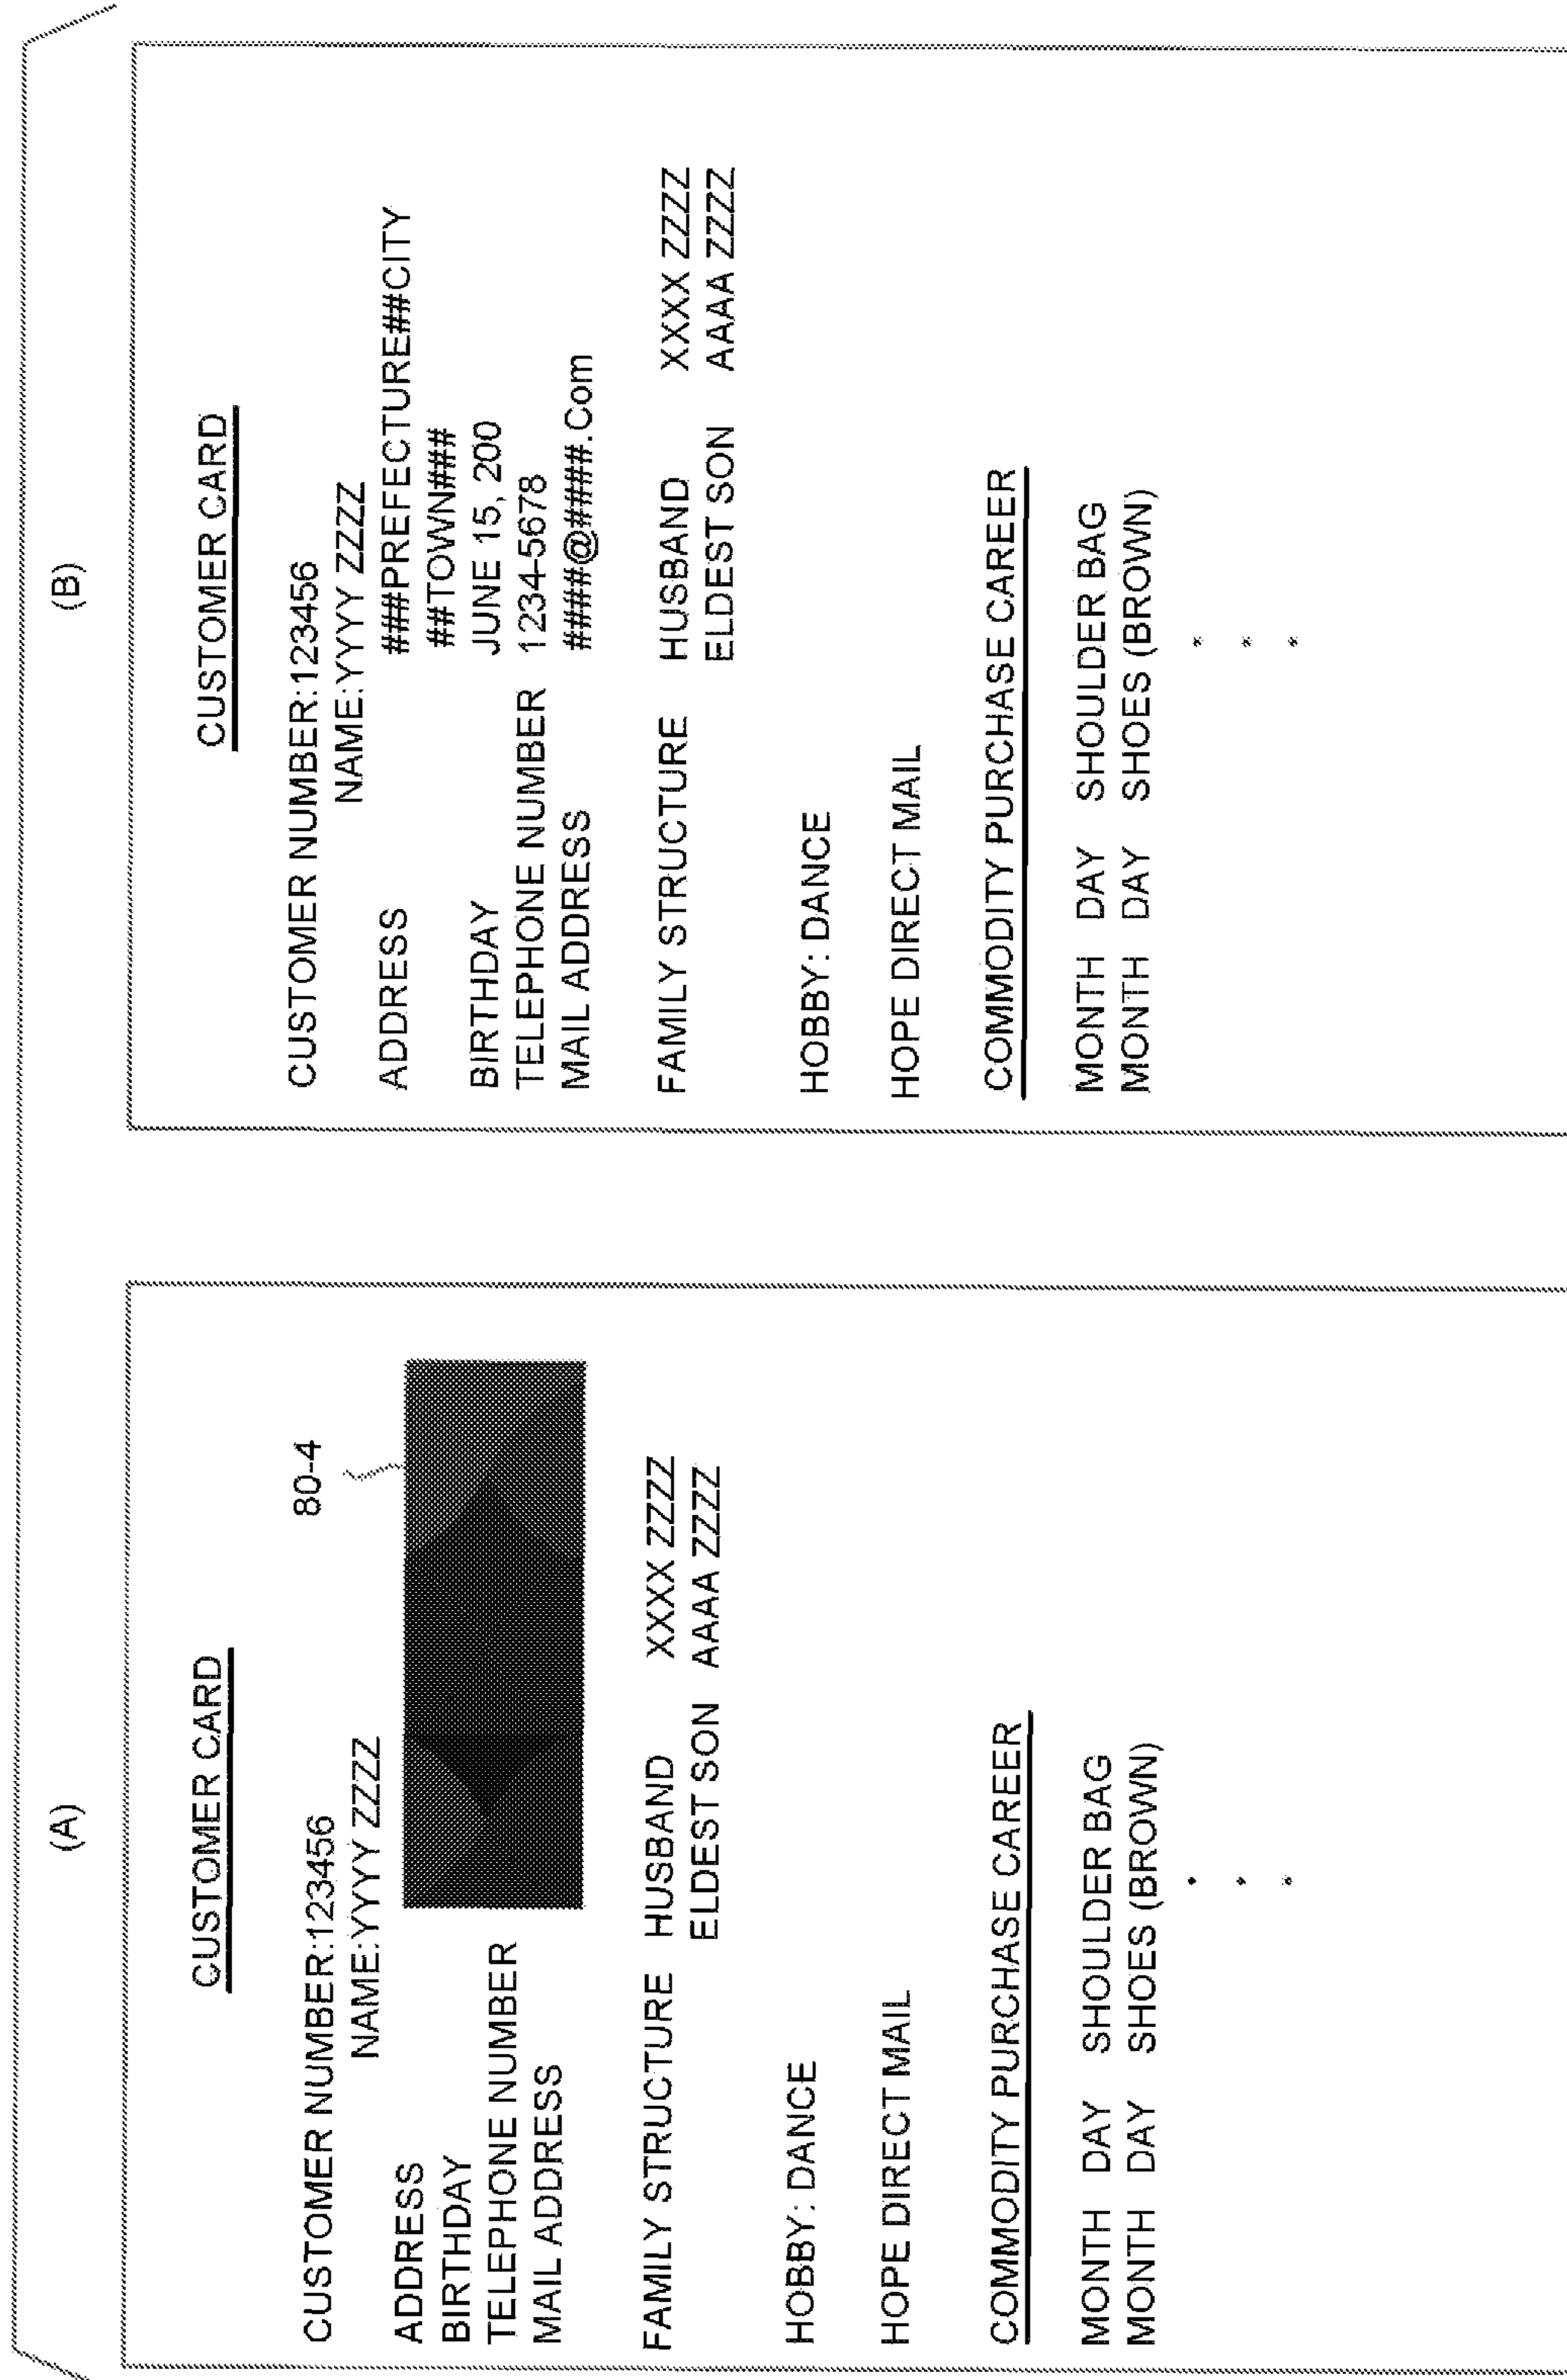 (A)
CUSTOMER CARD
CUSTOMER NUMBER:123456
80-4
NAME:YYYY ZZZZ
ADDRESS
BIRTHDAY
TELEPHONE NUMBER
MAIL ADDRESS
FAMILY STRUCTURE HUSBAND XXXX ZZZZ
ELDEST SON AAAA ZZZZ
HOBBY: DANCE
HOPE DIRECT MAIL
COMMODITY PURCHASE CAREER
MONTH DAY SHOULDER BAG
MONTH DAY SHOES (BROWN)
(B)
CUSTOMER CARD
CUSTOMER NUMBER:123456
NAME:YYYY ZZZZ
ADDRESS ###PREFECTURE##CITY
##TOWN###
BIRTHDAY JUNE 15, 200
TELEPHONE NUMBER 1234-5678
MAIL ADDRESS ####@####.Com
FAMILY STRUCTURE HUSBAND XXXX ZZZZ
ELDEST SON AAAA ZZZZ
HOBBY: DANCE
HOPE DIRECT MAIL
COMMODITY PURCHASE CAREER
MONTH DAY SHOULDER BAG
MONTH DAY SHOES (BROWN)